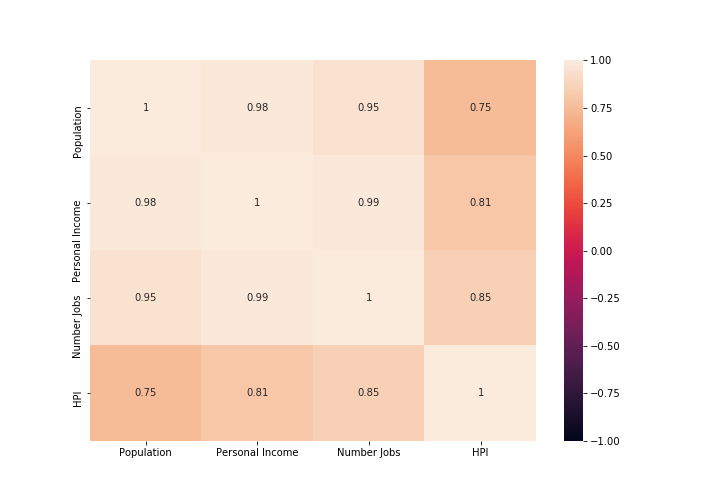 Population 1 0.98 0.95 0.75
Personal Income 0.98 1 0.99 0.81
Number Jobs 0.95 0.99 1 0.85
HPI 0.75 0.81 0.85 1
Population Personal Income Number Jobs HPI
1.00
0.75
0.50
0.25
0.00
−0.25
−0.50
−0.75
−1.00